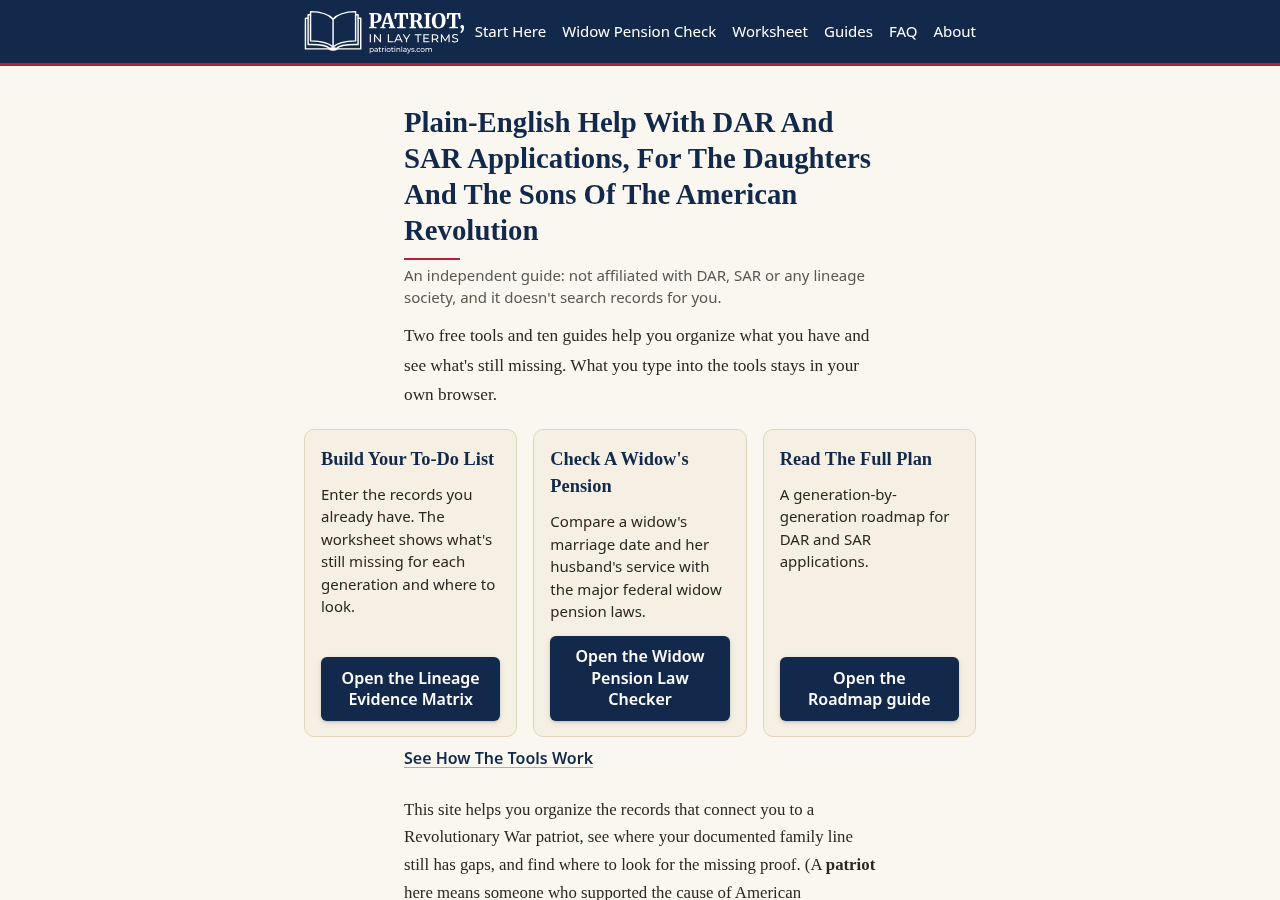 PATRIOT,
IN LAY TERMS
patriotinlays.com
Start Here
Widow Pension Check
Worksheet
Guides
FAQ
About
Plain-English Help With DAR And
SAR Applications, For The Daughters
And The Sons Of The American
Revolution
An independent guide: not affiliated with DAR, SAR or any lineage
society, and it doesn't search records for you.
Two free tools and ten guides help you organize what you have and
see what's still missing. What you type into the tools stays in your
own browser.
Build Your To-Do List
Enter the records you
already have. The
worksheet shows what's
still missing for each
generation and where to
look.
Open the Lineage
Evidence Matrix
Check A Widow's
Pension
Compare a widow's
marriage date and her
husband's service with
the major federal widow
pension laws.
Open the Widow
Pension Law
Checker
Read The Full Plan
A generation-by-
generation roadmap for
DAR and SAR
applications.
Open the
Roadmap guide
See How The Tools Work
This site helps you organize the records that connect you to a
Revolutionary War patriot, see where your documented family line
still has gaps, and find where to look for the missing proof. (A patriot
here means someone who supported the cause of American